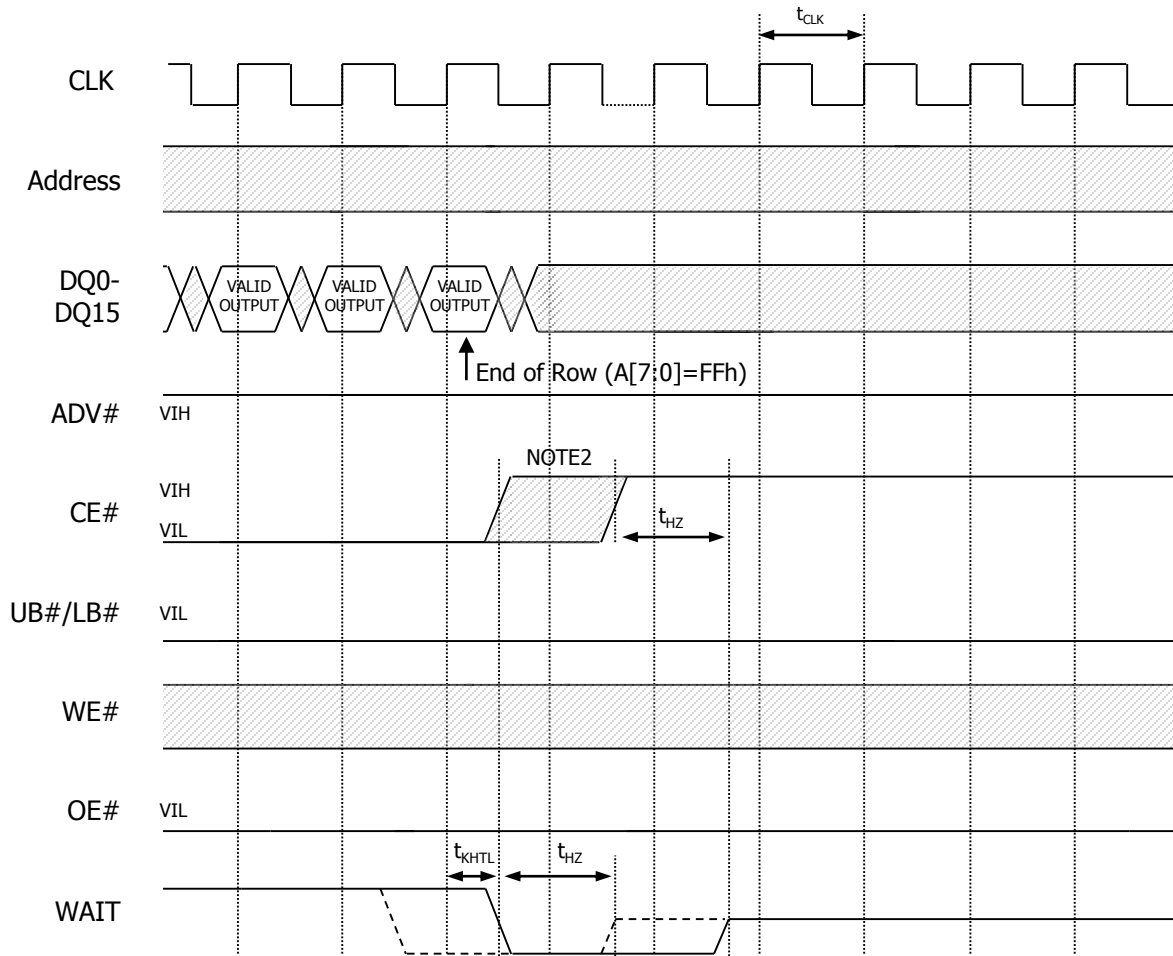 tCLK
CLK
Address
DQ0-
DQ15
VALID
OUTPUT
VALID
OUTPUT
VALID
OUTPUT
End of Row (A[7:0]=FFh)
ADV#
VIH
NOTE2
CE#
VIH
VIL
tHZ
UB#/LB#
VIL
WE#
OE#
VIL
tKHTL
tHZ
WAIT